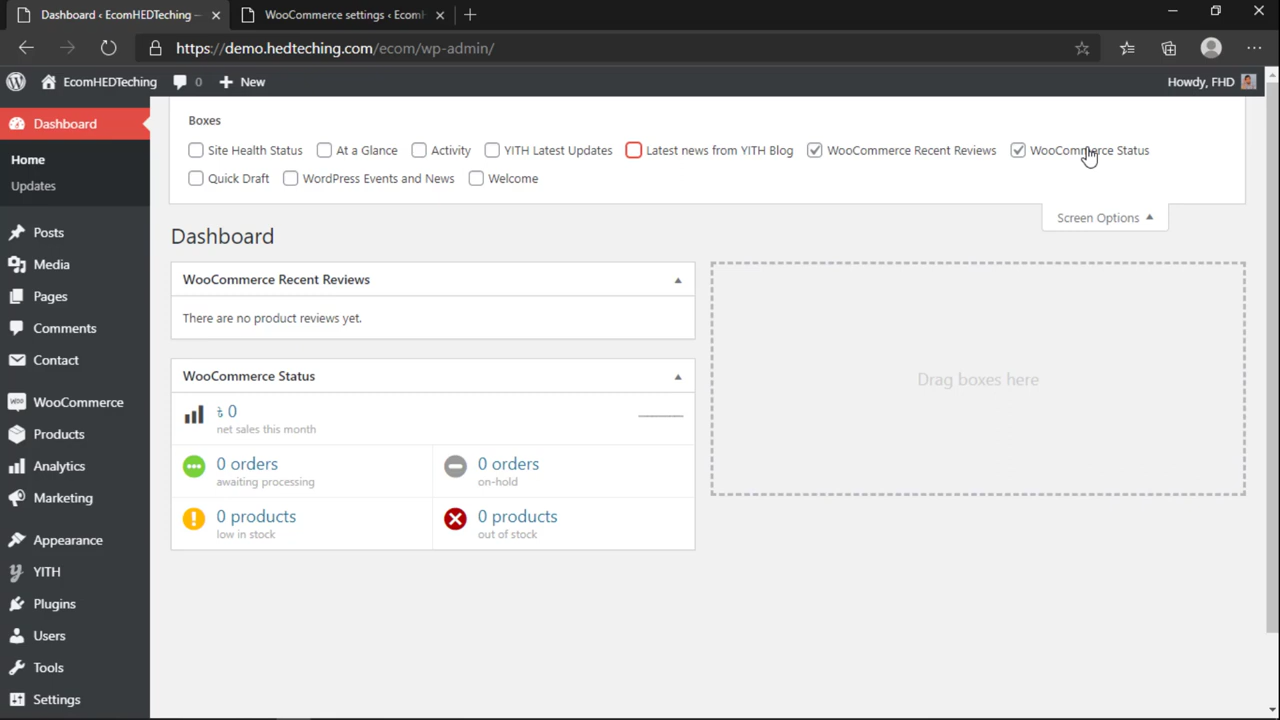 Dashboard ‹ EcomHEDTeching –
WooCommerce settings ‹ Ecom
https://demo.hedteching.com/ecom/wp-admin/
EcomHEDTeching 0 New Howdy, FHD
Boxes
Site Health Status At a Glance Activity YITH Latest Updates Latest news from YITH Blog WooCommerce Recent Reviews WooCommerce Status
Quick Draft WordPress Events and News Welcome
Screen Options
Dashboard
Home
Updates
Posts
Media
Pages
Comments
Contact
WOO WooCommerce
Products
Analytics
Marketing
Appearance
YITH
Plugins
Users
Tools
Settings
Dashboard
WooCommerce Recent Reviews
There are no product reviews yet.
WooCommerce Status
৳ 0
net sales this month
0 orders
awaiting processing
0 orders
on-hold
0 products
low in stock
0 products
out of stock
Drag boxes here